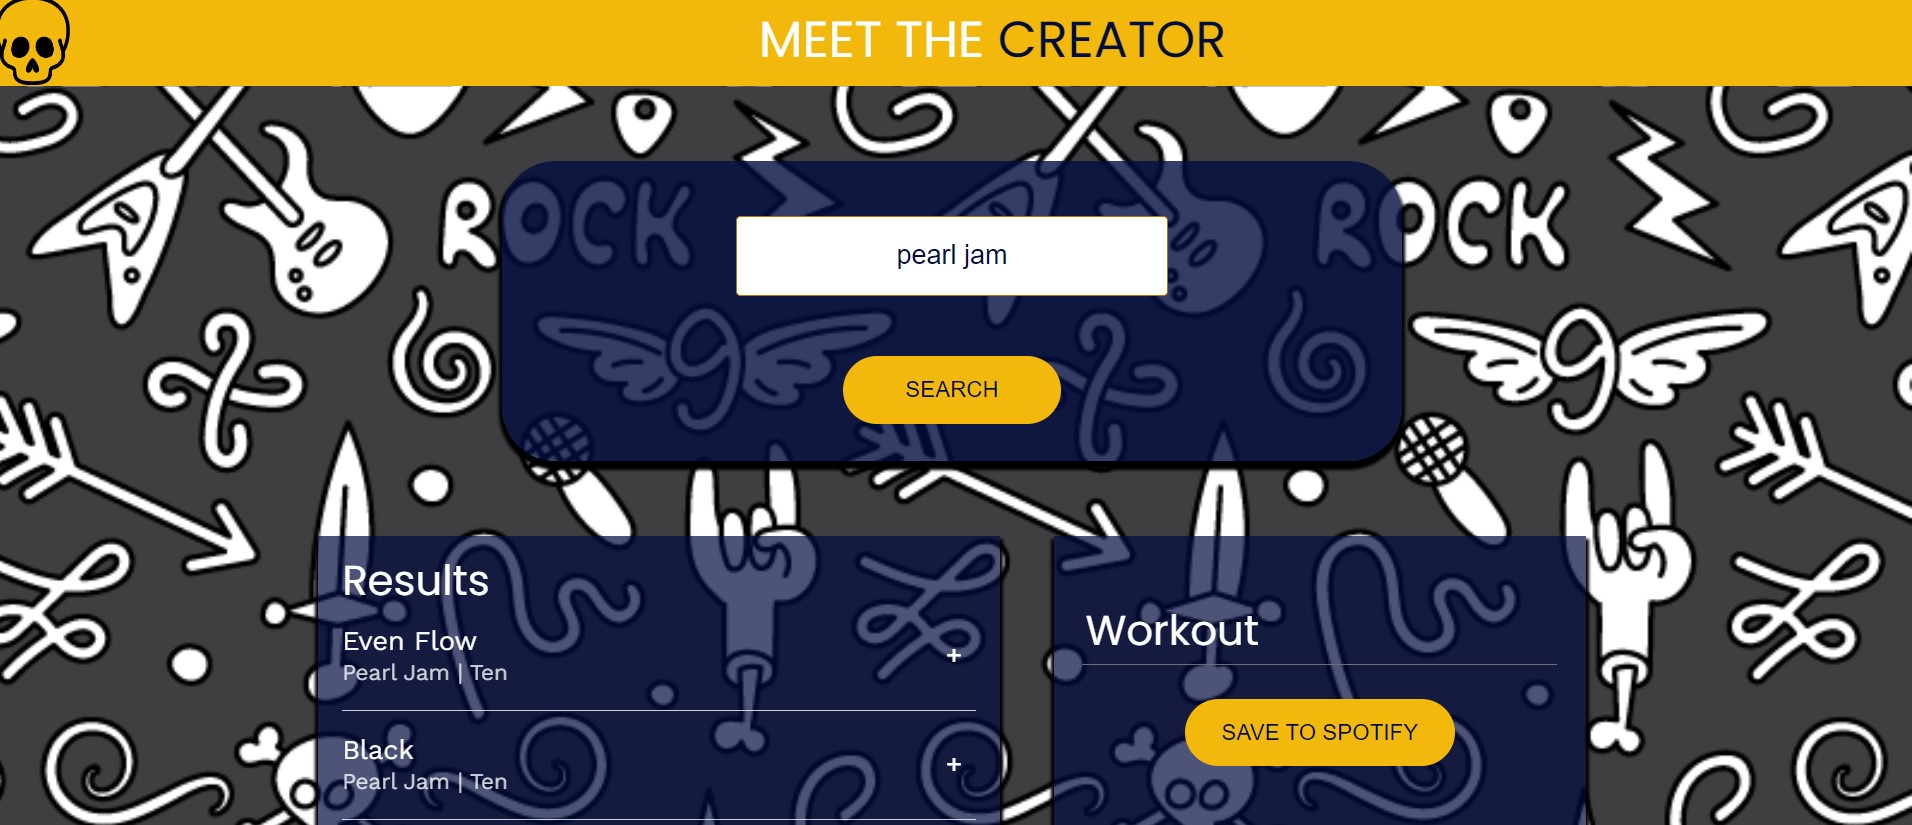 MEET THE CREATOR
ROCK
ROCK
pearl jam
SEARCH
Results
Even Flow
Pearl Jam | Ten
+
Black
Pearl Jam | Ten
+
Workout
SAVE TO SPOTIFY